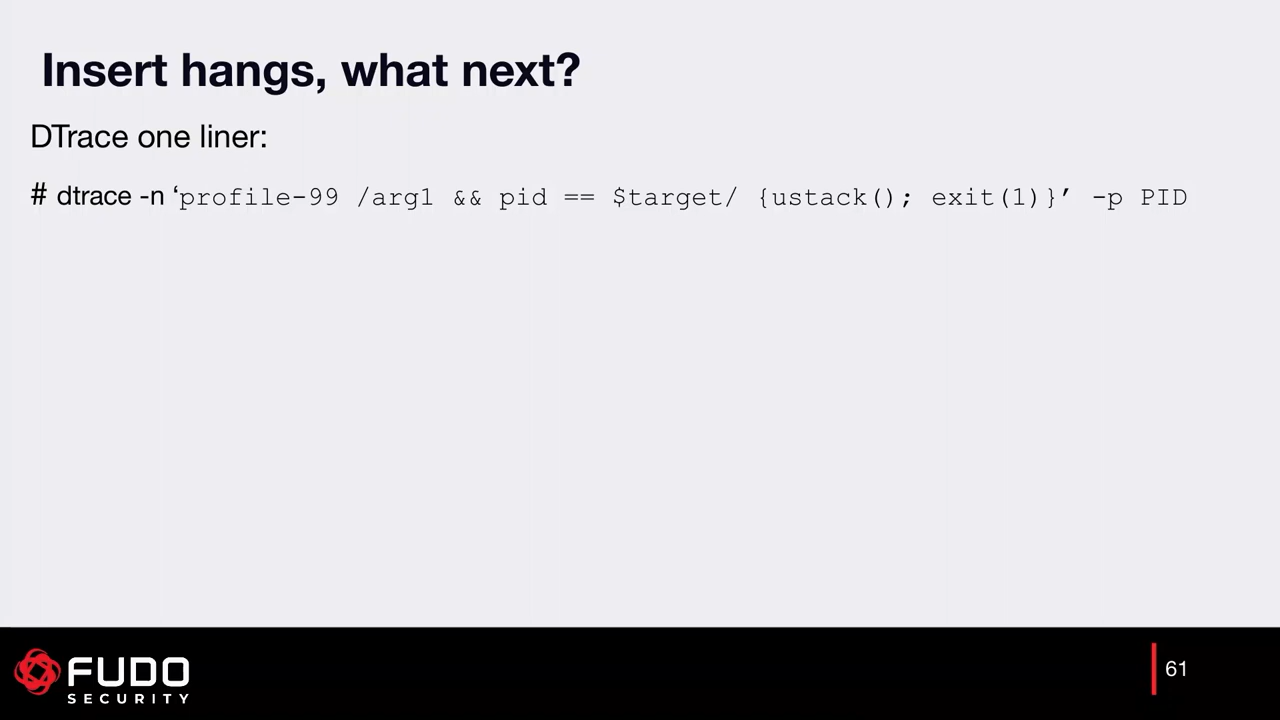 Insert hangs, what next?
DTrace one liner:
# dtrace -n ‘profile-99 /arg1 && pid == $target/ {ustack(); exit(1)}’ -p PID
FUDO
SECURITY
61